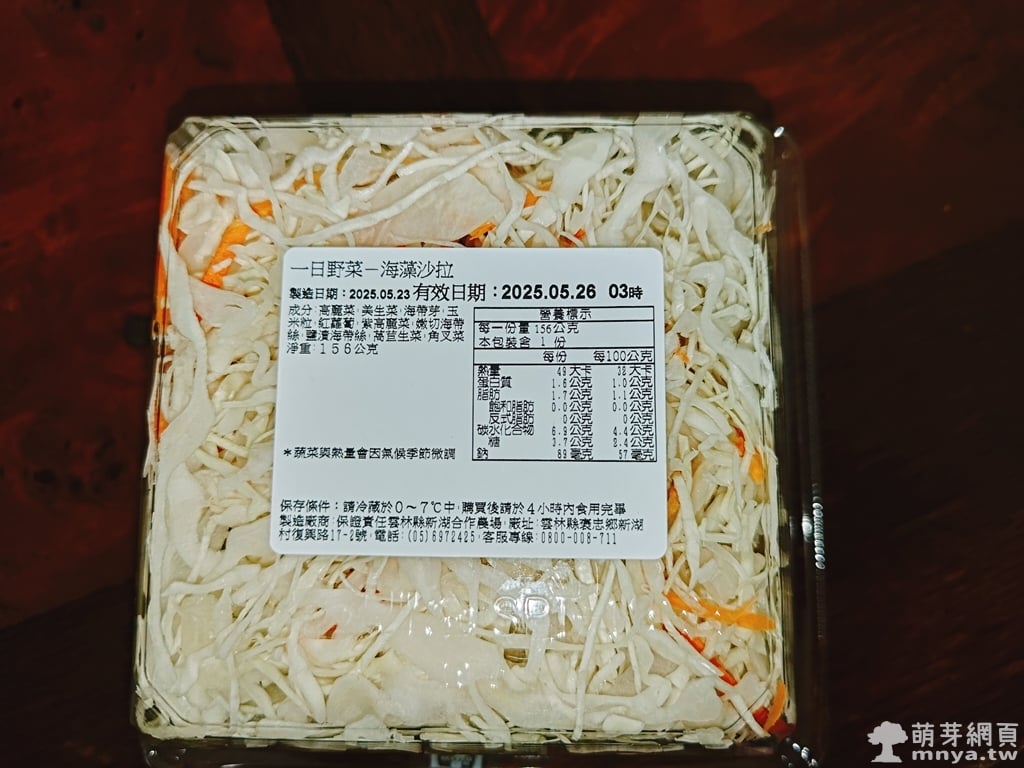 一日野菜－海藻沙拉
製造日期：2025.05.23 有效日期：2025.05.26 03時
成分:高麗菜,美生菜,海帶芽,玉
米粒,紅蘿蔔,紫高麗菜,嫩切海帶
絲,鹽漬海帶絲,萵苣生菜,角叉菜
淨重:156公克
營養標示
每一份量 156公克
本包裝含 1 份
每份 每100公克
熱量 49 大卡 32 大卡
蛋白質 1.6公克 1.0公克
脂肪 1.7公克 1.1公克
飽和脂肪 0.0公克 0.0公克
反式脂肪 0公克 0公克
碳水化合物 6.9公克 4.4公克
糖 3.7公克 2.4公克
鈉 89 毫克 57 毫克
*蔬菜與熱量會因氣候季節微調
保存條件：請冷藏於0～7℃中,購買後請於4小時內食用完畢
製造廠商:保證責任雲林縣新湖合作農場,廠址:雲林縣褒忠鄉新湖
村復興路17-2號,電話:(05)6972425,客服專線:0800-008-711
萌芽網頁
mnya.tw